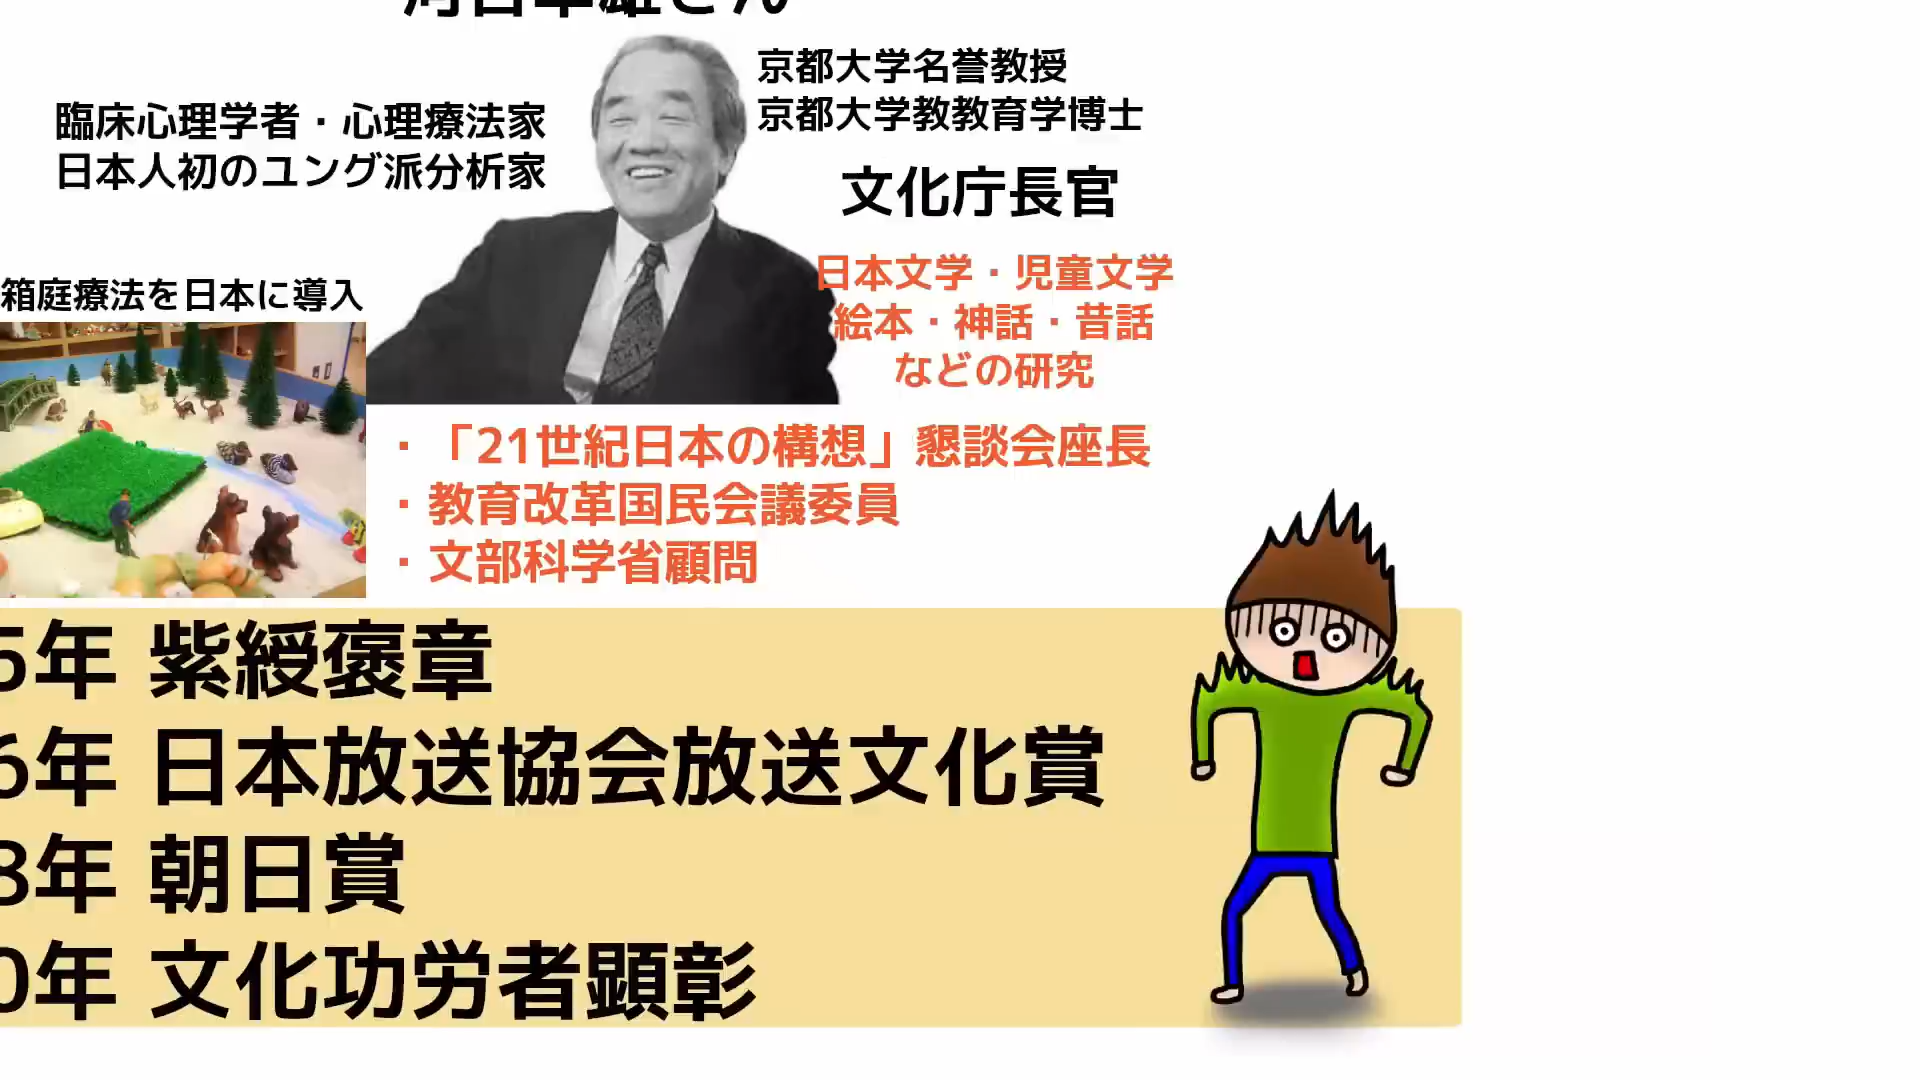 臨床心理学者・心理療法家
日本人初のユング派分析家
京都大学名誉教授
京都大学教教育学博士
文化庁長官
日本文学・児童文学
絵本・神話・昔話
などの研究
箱庭療法を日本に導入
・「21世紀日本の構想」懇談会座長
・教育改革国民会議委員
・文部科学省顧問
5年 紫綬褒章
6年 日本放送協会放送文化賞
8年 朝日賞
0年 文化功労者顕彰